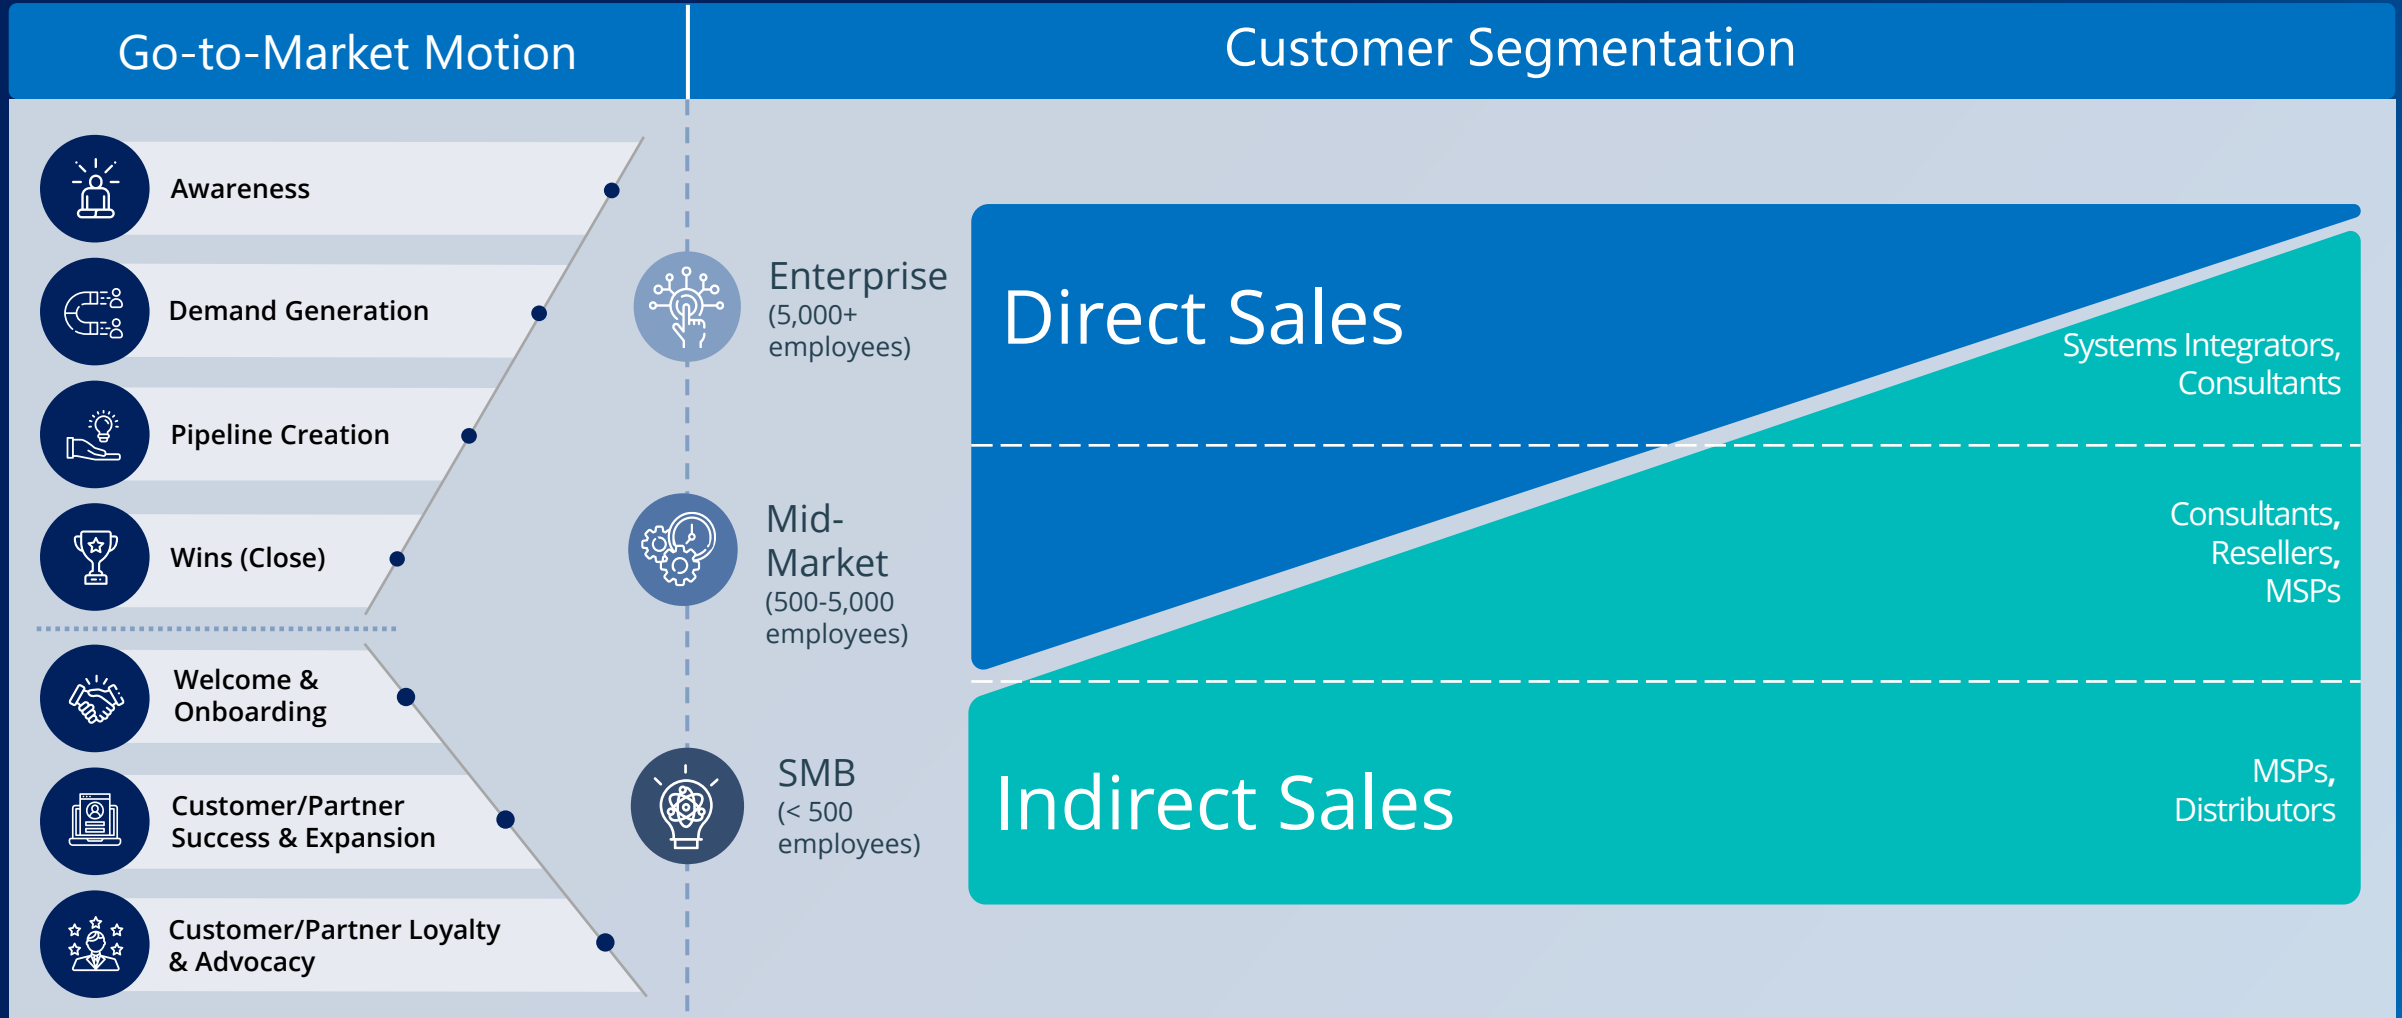 Go-to-Market Motion
Customer Segmentation
Awareness
Demand Generation
Pipeline Creation
Wins (Close)
Welcome &
Onboarding
Customer/Partner
Success & Expansion
Customer/Partner Loyalty
& Advocacy
Enterprise
(5,000+
employees)
Mid-
Market
(500-5,000
employees)
SMB
(< 500
employees)
Direct Sales
Systems Integrators,
Consultants
Consultants,
Resellers,
MSPs
Indirect Sales
MSPs,
Distributors